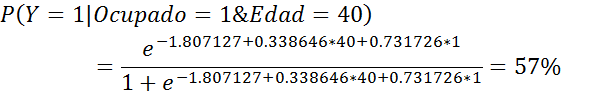 P(Y = 1|Ocupado = 1&Edad = 40)
= \frac{e^{-1.807127+0.338646*40+0.731726*1}}{1 + e^{-1.807127+0.338646*40+0.731726*1}} = 57%